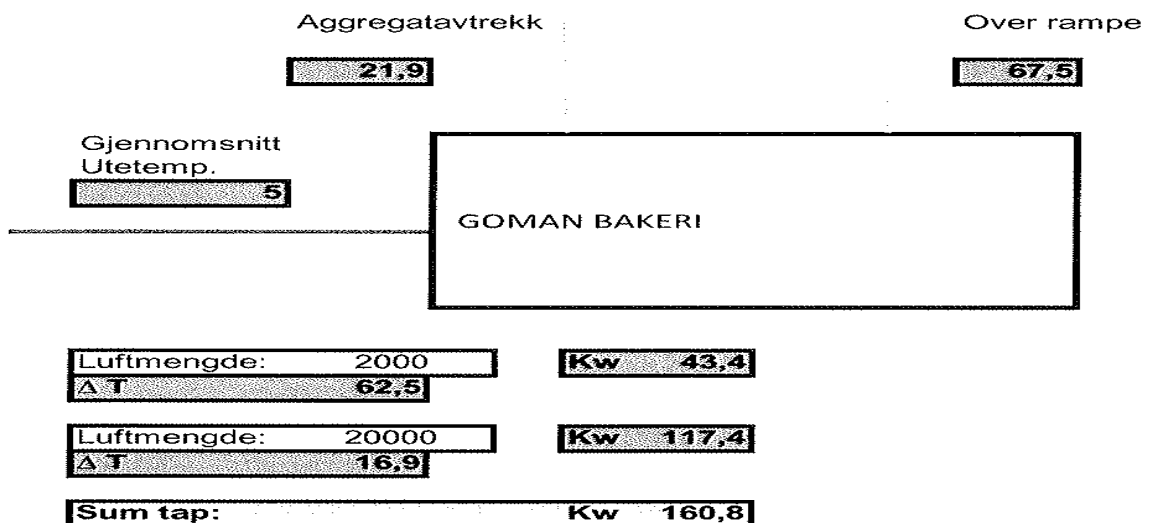 Aggregatavtrekk Over rampe
21,9 67,5
Gjennomsnitt
Utetemp.
5
GOMAN BAKERI
Luftmengde: 2000 Kw 43,4
Δ T 62,5
Luftmengde: 20000 Kw 117,4
Δ T 16,9
Sum tap: Kw 160,8